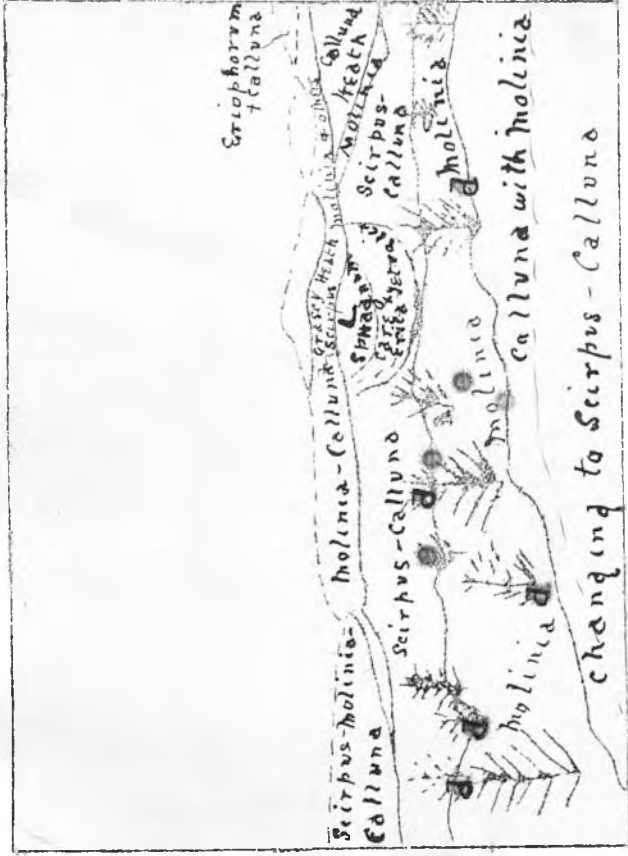 Eriophorum
+Calluna
Calluna
Heath
Molinia
Grassy Heath Molinia & others
Scirpus
Molinia-Calluna
Scirpus-Molinia-
Calluna
Sphagnum
Carex
Erica
Scirpus-
Calluna
Scirpus-Calluna
Molinia
Molinia
Molinia
d
d
d
d
d
Calluna with Molinia
changing to Scirpus-Calluna